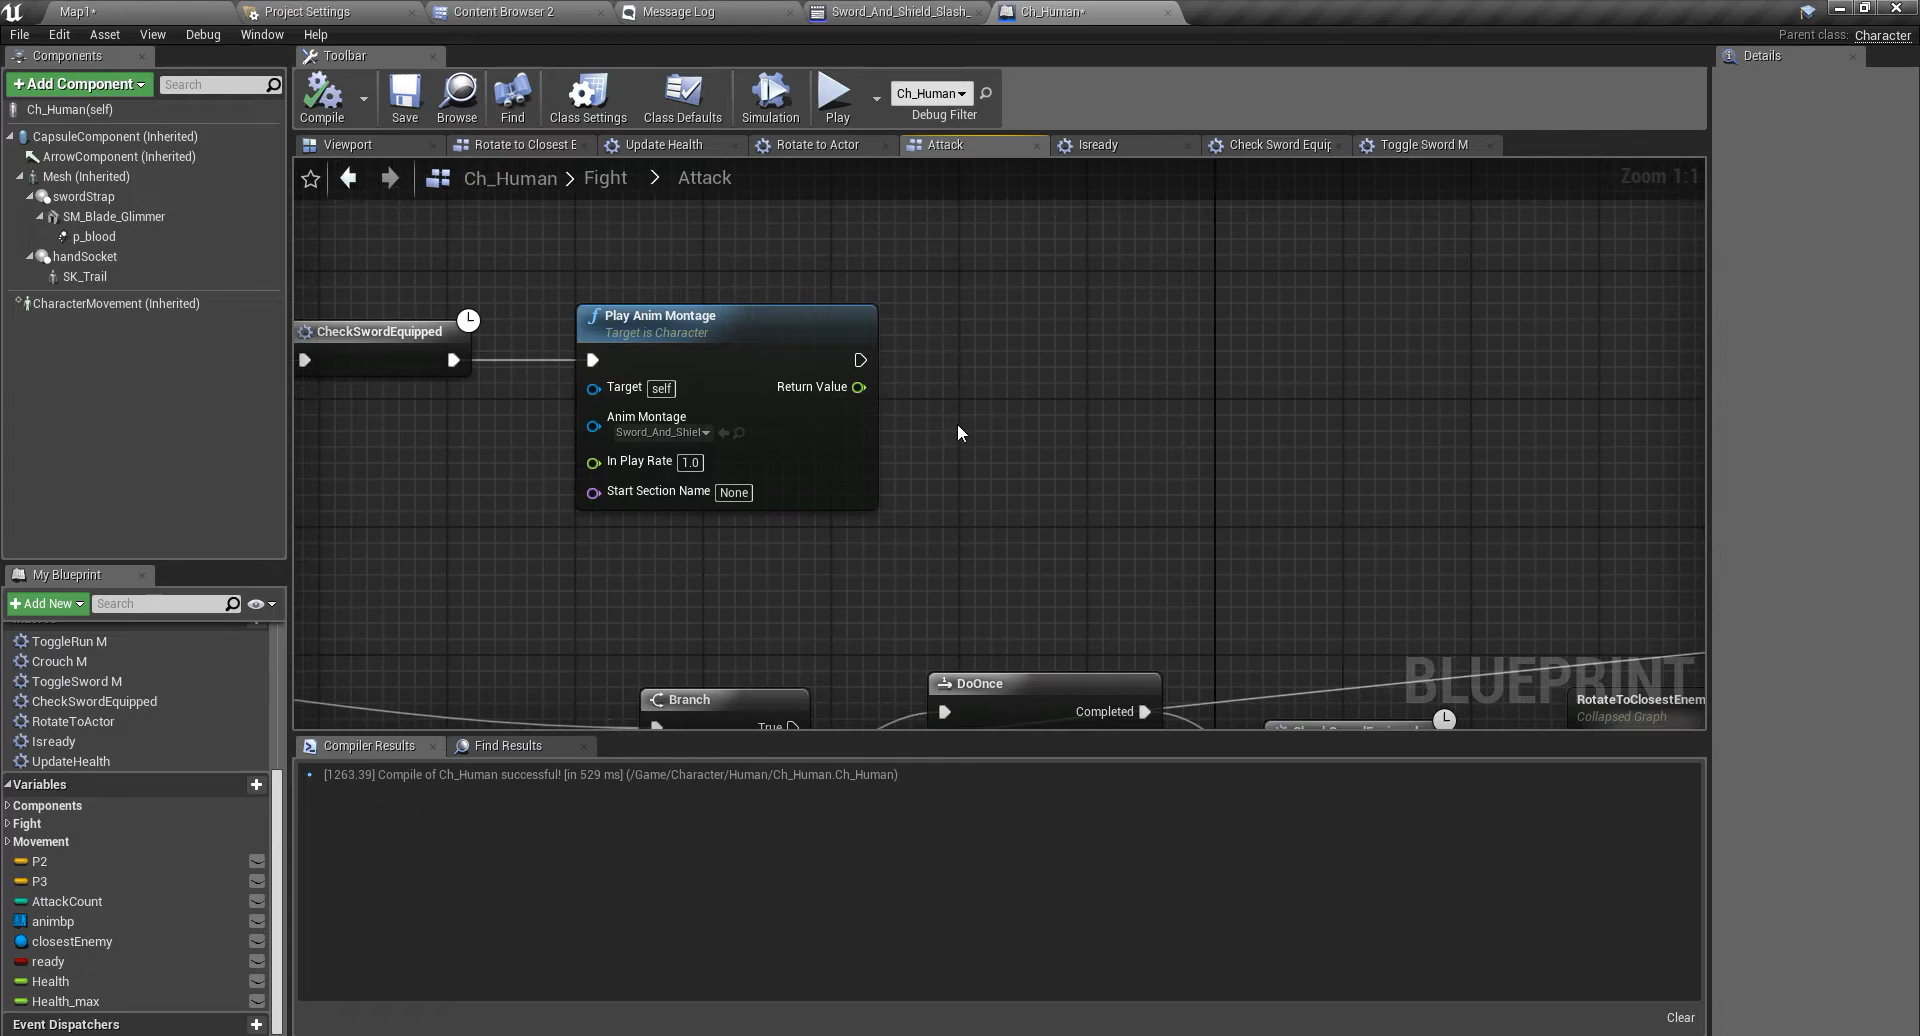 Map1*
Project Settings
Content Browser 2
Message Log
Sword_And_Shield_Slash_
Ch_Human*
File Edit Asset View Debug Window Help
Parent class: Character
Components
Toolbar
Details
+ Add Component
Search
Ch_Human(self)
CapsuleComponent (Inherited)
ArrowComponent (Inherited)
Mesh (Inherited)
swordStrap
SM_Blade_Glimmer
p_blood
handSocket
SK_Trail
CharacterMovement (Inherited)
Compile
Save
Browse
Find
Class Settings
Class Defaults
Simulation
Play
Ch_Human
Debug Filter
Viewport
Rotate to Closest E
Update Health
Rotate to Actor
Attack
Isready
Check Sword Equip
Toggle Sword M
Ch_Human > Fight > Attack
Zoom 1:1
CheckSwordEquipped
Play Anim Montage
Target is Character
Target self
Return Value
Anim Montage
Sword_And_Shiel
In Play Rate 1.0
Start Section Name None
Branch
True
DoOnce
Completed
BLUEPRINT
RotateToClosestEnem
Collapsed Graph
My Blueprint
+ Add New
Search
ToggleRun M
Crouch M
ToggleSword M
CheckSwordEquipped
RotateToActor
Isready
UpdateHealth
Variables
Components
Fight
Movement
P2
P3
AttackCount
animbp
closestEnemy
ready
Health
Health_max
Event Dispatchers
Compiler Results
Find Results
[1263.39] Compile of Ch_Human successful! [in 529 ms] (/Game/Character/Human/Ch_Human.Ch_Human)
Clear